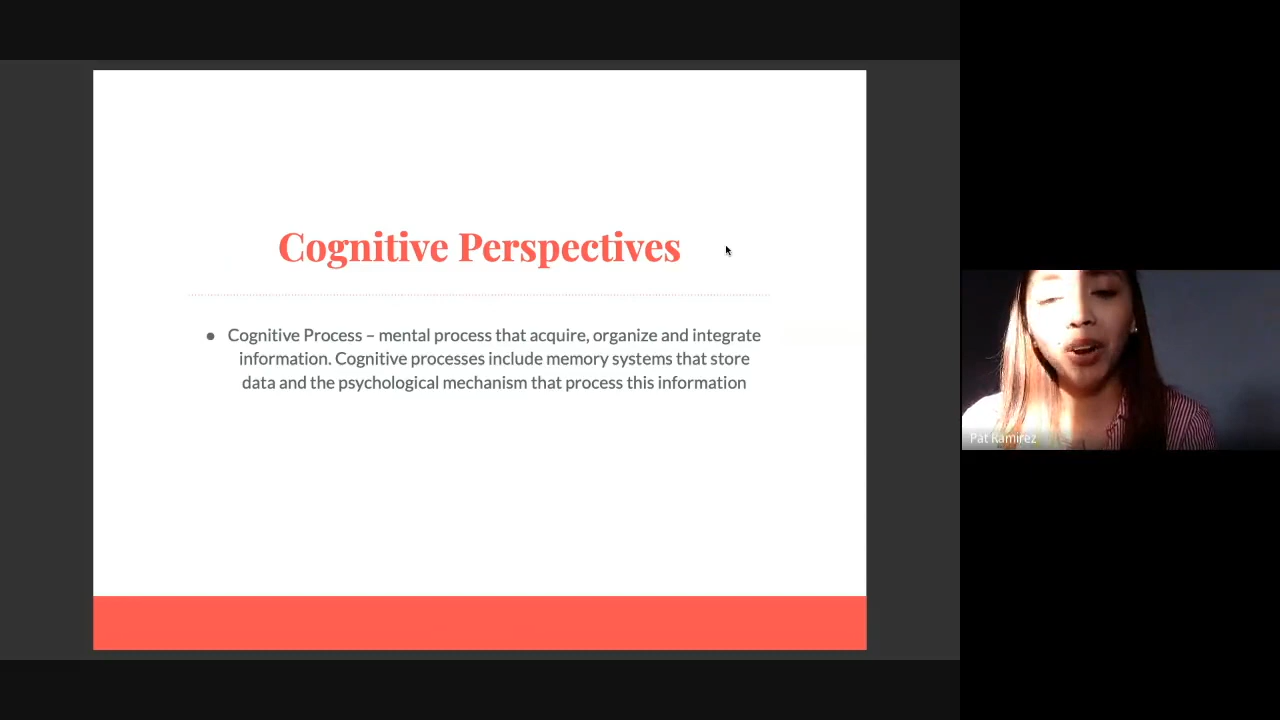 Cognitive Perspectives
● Cognitive Process – mental process that acquire, organize and integrate
information. Cognitive processes include memory systems that store
data and the psychological mechanism that process this information
Pat Ramirez